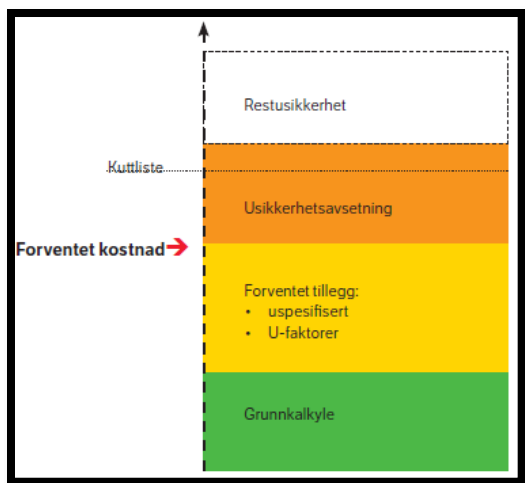 Restusikkerhet
Kuttliste
Usikkerhetsavsetning
Forventet kostnad
Forventet tillegg:
• uspesifisert
• U-faktorer
Grunnkalkyle